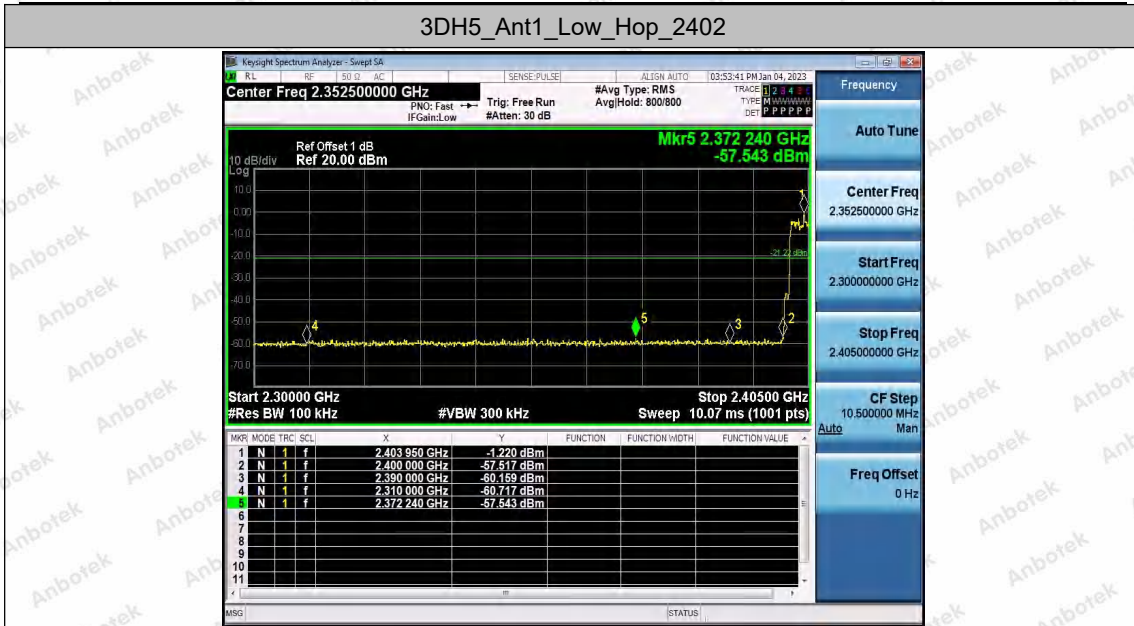 3DH5_Ant1_Low_Hop_2402
Keysight Spectrum Analyzer - Swept SA
RL RF 50 Ω AC SENSE:PULSE ALIGN AUTO 03:53:41 PM Jan 04, 2023
Center Freq 2.352500000 GHz
PNO: Fast
IFGain:Low
Trig: Free Run
#Atten: 30 dB
#Avg Type: RMS
Avg|Hold: 800/800
TRACE 1 2 3 4 5 6
TYPE M WWWWW
DET P P P P P P
Ref Offset 1 dB
10 dB/div Ref 20.00 dBm
Log
Mkr5 2.372 240 GHz
-57.543 dBm
10.0
0.00
-10.0
-20.0
-21.22 dBm
-30.0
-40.0
-50.0
-60.0
-70.0
1
2
3
4
5
Start 2.30000 GHz Stop 2.40500 GHz
#Res BW 100 kHz #VBW 300 kHz Sweep 10.07 ms (1001 pts)
MKR MODE TRC SCL X Y FUNCTION FUNCTION WIDTH FUNCTION VALUE
1 N 1 f 2.403 950 GHz -1.220 dBm
2 N 1 f 2.400 000 GHz -57.517 dBm
3 N 1 f 2.390 000 GHz -60.159 dBm
4 N 1 f 2.310 000 GHz -60.717 dBm
5 N 1 f 2.372 240 GHz -57.543 dBm
6
7
8
9
10
11
MSG STATUS
Frequency
Auto Tune
Center Freq
2.352500000 GHz
Start Freq
2.300000000 GHz
Stop Freq
2.405000000 GHz
CF Step
10.500000 MHz
Auto Man
Freq Offset
0 Hz
Anbotek